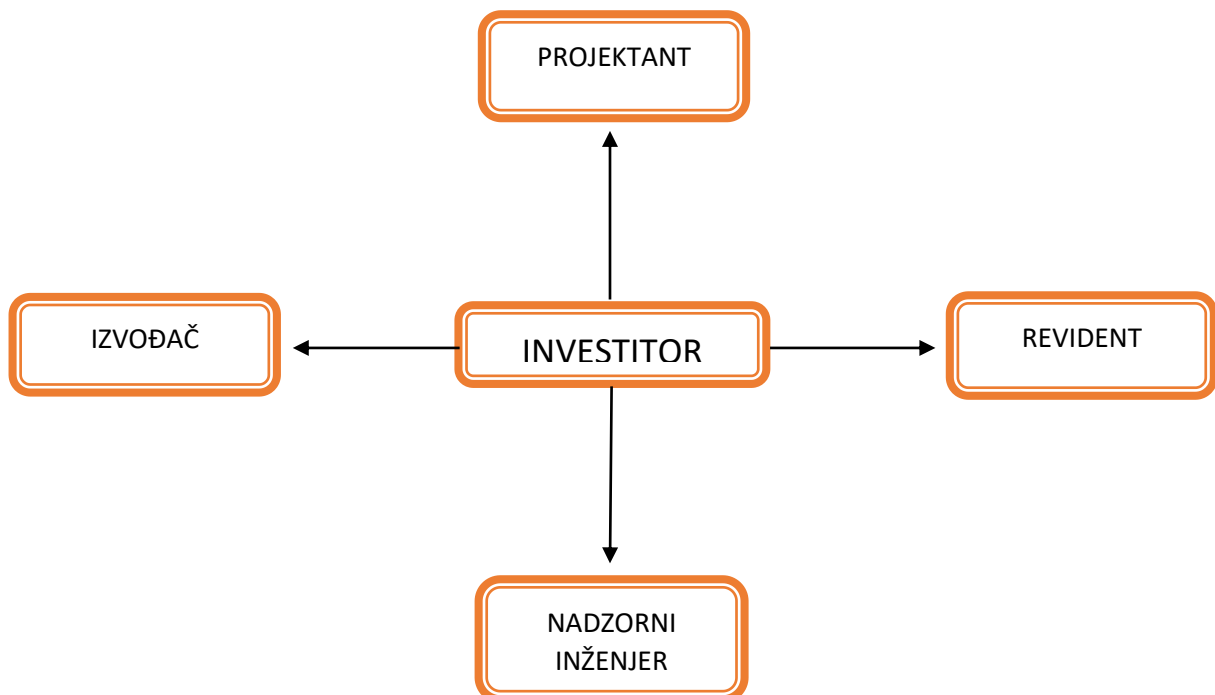 PROJEKTANT
IZVOĐAČ
INVESTITOR
REVIDENT
NADZORNI
INŽENJER